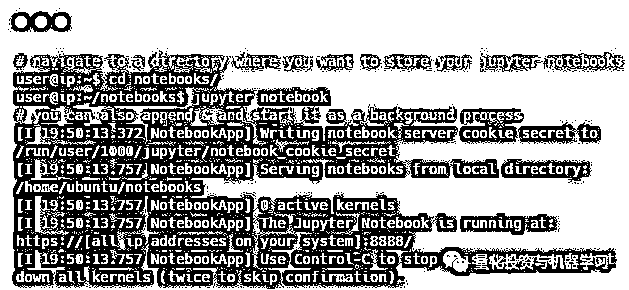 # navigate to a directory where you want to store your jupyter notebooks
user@ip:~$ cd notebooks/
user@ip:~/notebooks$ jupyter notebook
# you can also append & and start it as a background process
[I 19:50:13.372 NotebookApp] Writing notebook server cookie secret to
/run/user/1000/jupyter/notebook_cookie_secret
[I 19:50:13.757 NotebookApp] Serving notebooks from local directory:
/home/ubuntu/notebooks
[I 19:50:13.757 NotebookApp] 0 active kernels
[I 19:50:13.757 NotebookApp] The Jupyter Notebook is running at:
https://[all ip addresses on your system]:8888/
[I 19:50:13.757 NotebookApp] Use Control-C to stop
量化投资与机器学习
down all kernels (twice to skip confirmation).